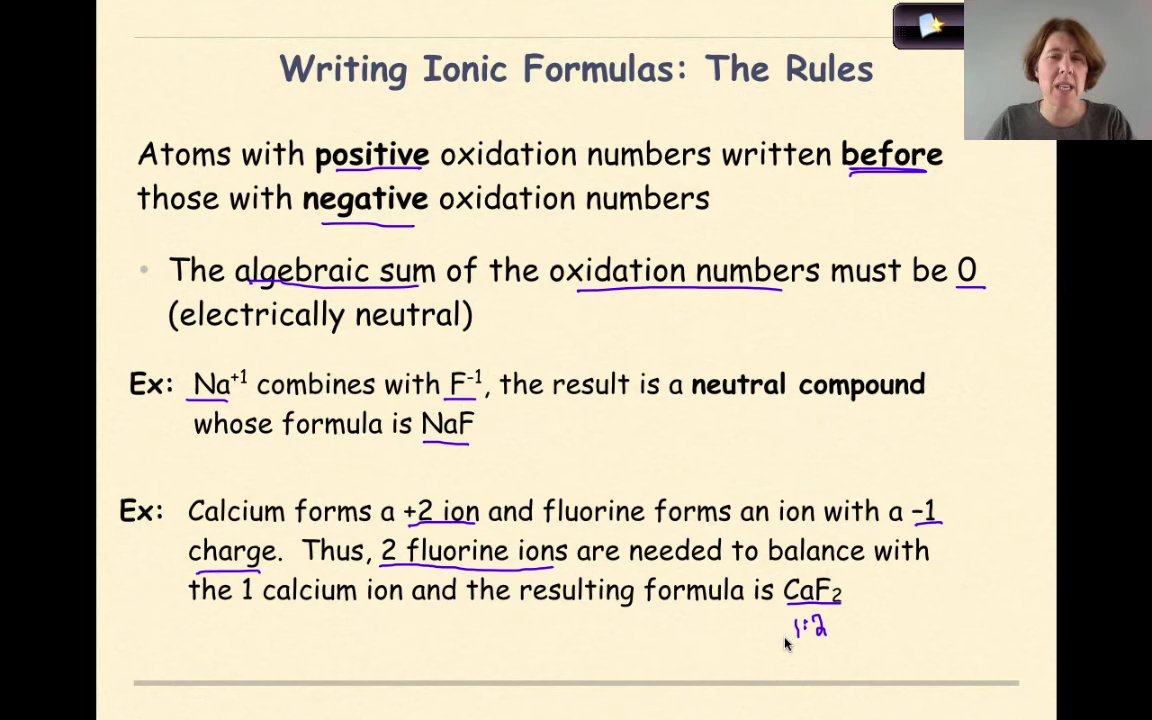 Writing Ionic Formulas: The Rules
Atoms with positive oxidation numbers written before
those with negative oxidation numbers
• The algebraic sum of the oxidation numbers must be 0
(electrically neutral)
Ex: Na⁺¹ combines with F⁻¹, the result is a neutral compound
whose formula is NaF
Ex: Calcium forms a +2 ion and fluorine forms an ion with a –1
charge. Thus, 2 fluorine ions are needed to balance with
the 1 calcium ion and the resulting formula is CaF₂
1:2